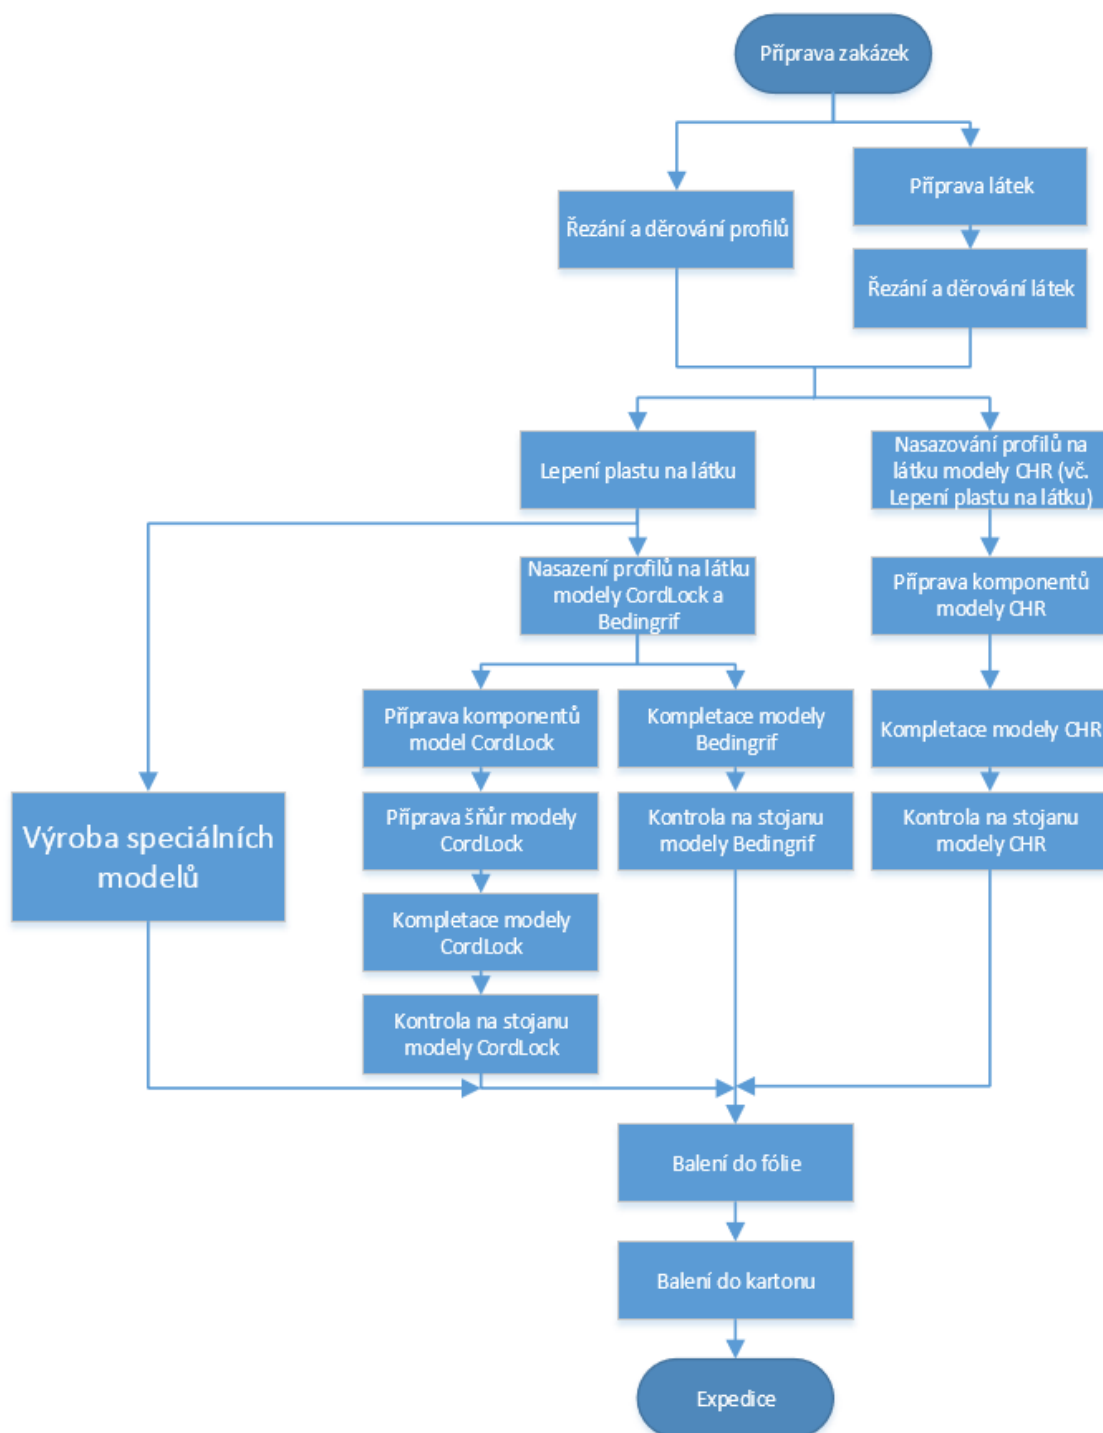 Příprava zakázek
Příprava látek
Řezání a děrování profilů
Řezání a děrování látek
Lepení plastu na látku
Nasazování profilů na
látku modely CHR (vč.
Lepení plastu na látku)
Nasazení profilů na látku
modely CordLock a
Bedingrif
Příprava komponentů
modely CHR
Příprava komponentů
model CordLock
Kompletace modely
Bedingrif
Kompletace modely CHR
Výroba speciálních
modelů
Příprava šňůr modely
CordLock
Kontrola na stojanu
modely Bedingrif
Kontrola na stojanu
modely CHR
Kompletace modely
CordLock
Kontrola na stojanu
modely CordLock
Balení do fólie
Balení do kartonu
Expedice